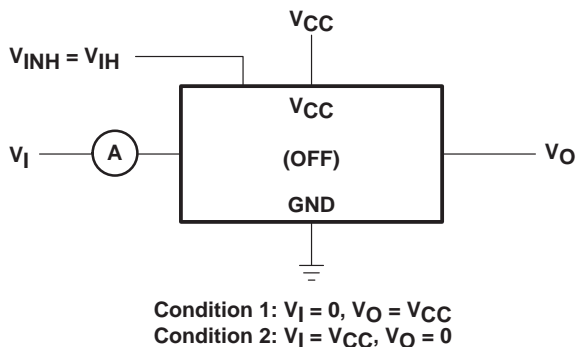 VCC
VINH = VIH
VCC
VI
A
(OFF)
VO
GND
Condition 1: VI = 0, VO = VCC
Condition 2: VI = VCC, VO = 0